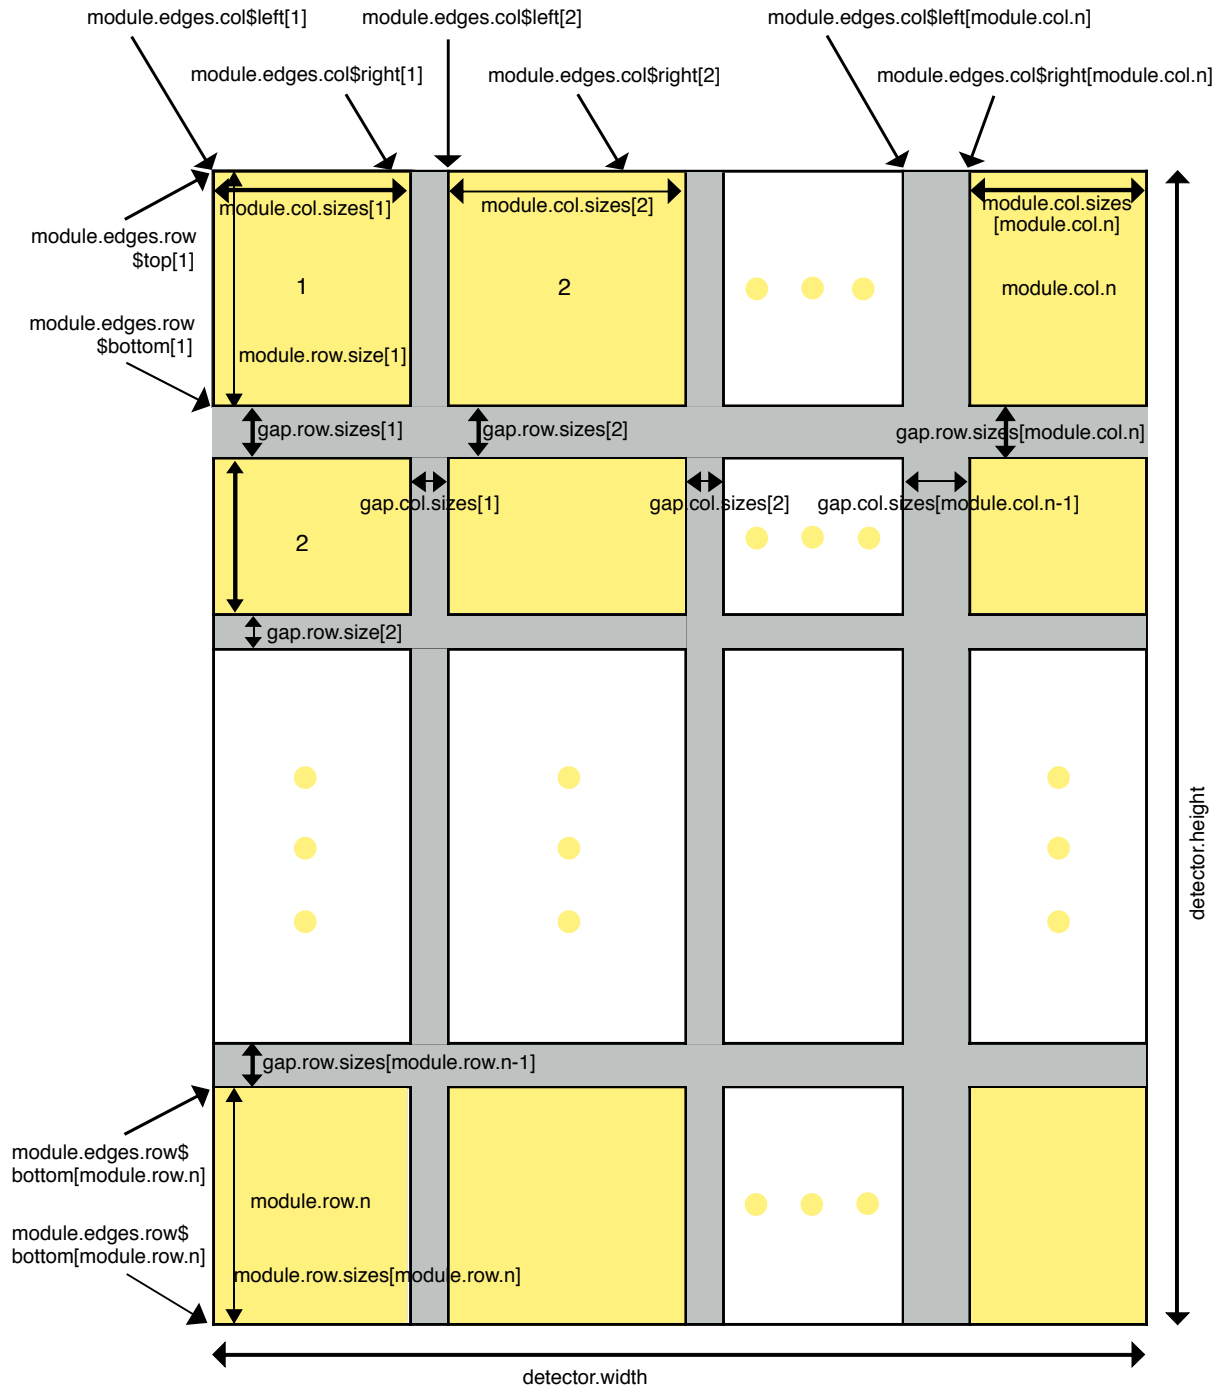 module.edges.col$left[1]
module.edges.col$left[2]
module.edges.col$left[module.col.n]
module.edges.col$right[1]
module.edges.col$right[2]
module.edges.col$right[module.col.n]
module.col.sizes[1]
module.col.sizes[2]
module.col.sizes
[module.col.n]
module.edges.row
$top[1]
1
2
module.col.n
module.edges.row
$bottom[1]
module.row.size[1]
gap.row.sizes[1]
gap.row.sizes[2]
gap.row.sizes[module.col.n]
gap.col.sizes[1]
gap.col.sizes[2]
gap.col.sizes[module.col.n-1]
2
gap.row.size[2]
detector.height
gap.row.sizes[module.row.n-1]
module.edges.row$
bottom[module.row.n]
module.row.n
module.edges.row$
bottom[module.row.n]
module.row.sizes[module.row.n]
detector.width